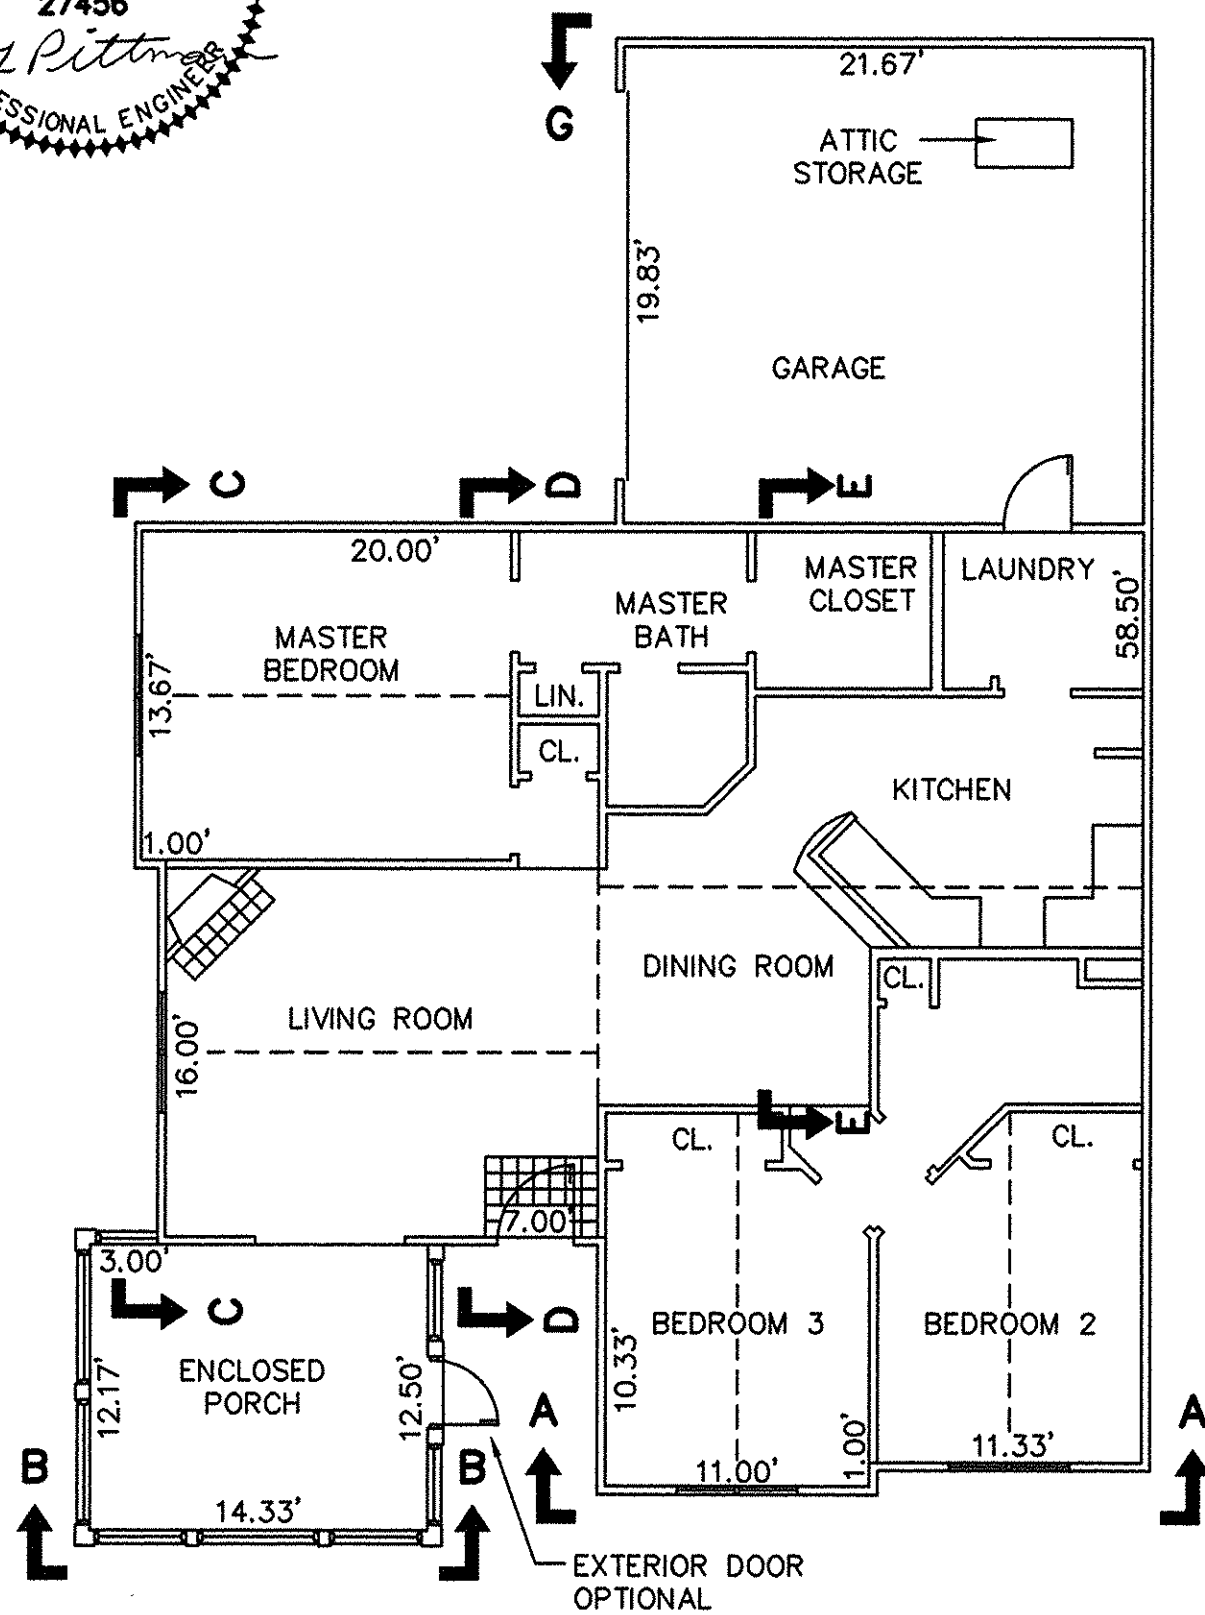 27456
Pittman
ESSIONAL ENGINEER
G
21.67'
ATTIC
STORAGE
19.83'
GARAGE
C
D
E
20.00'
MASTER
BEDROOM
13.67'
MASTER
BATH
MASTER
CLOSET
LAUNDRY
58.50'
LIN.
CL.
KITCHEN
1.00'
DINING ROOM
CL.
LIVING ROOM
16.00'
CL.
E
CL.
7.00'
3.00'
C
D
BEDROOM 3
BEDROOM 2
ENCLOSED
PORCH
12.17'
12.50'
10.33'
A
A
B
B
1.00'
11.33'
11.00'
14.33'
EXTERIOR DOOR
OPTIONAL